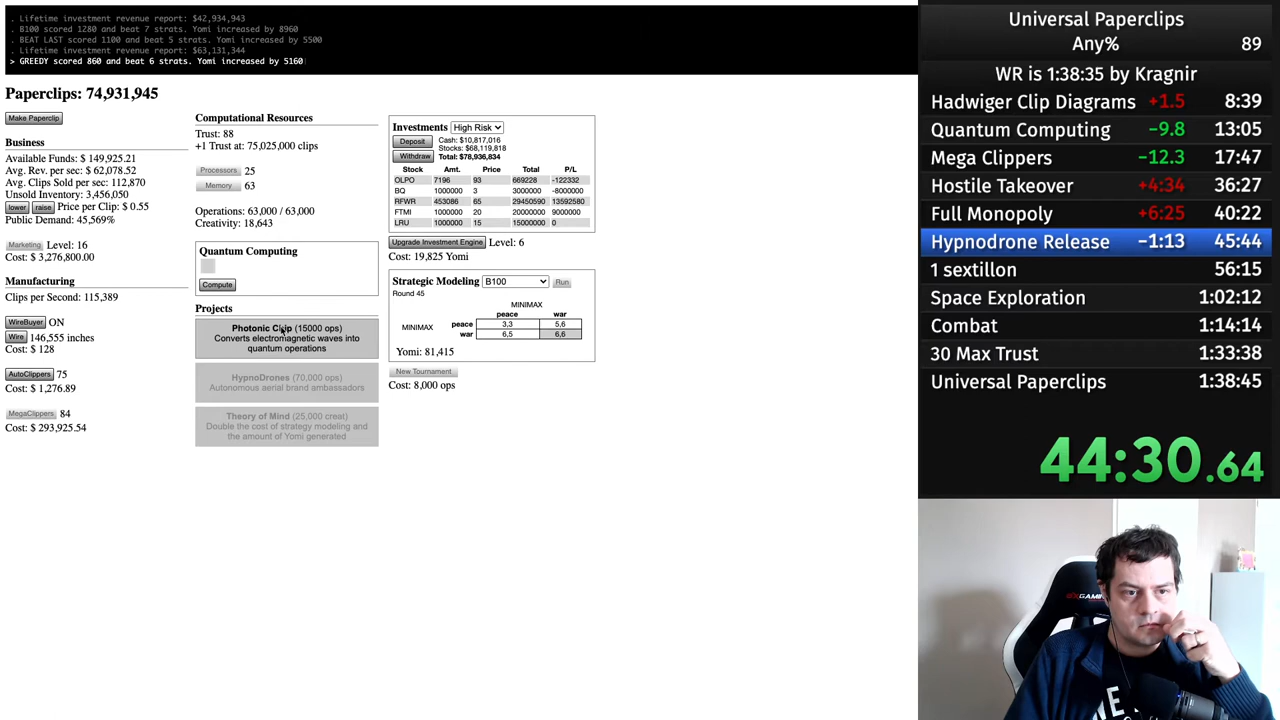 . Lifetime investment revenue report: $42,934,943
. B100 scored 1280 and beat 7 strats. Yomi increased by 8960
. BEAT LAST scored 1100 and beat 5 strats. Yomi increased by 5500
. Lifetime investment revenue report: $63,131,344
> GREEDY scored 860 and beat 6 strats. Yomi increased by 5160
Paperclips: 74,931,945
Make Paperclip
Business
Available Funds: $ 149,925.21
Avg. Rev. per sec: $ 62,078.52
Avg. Clips Sold per sec: 112,870
Unsold Inventory: 3,456,050
lower raise Price per Clip: $ 0.55
Public Demand: 45,569%
Marketing Level: 16
Cost: $ 3,276,800.00
Manufacturing
Clips per Second: 115,389
WireBuyer ON
Wire 146,555 inches
Cost: $ 128
AutoClippers 75
Cost: $ 1,276.89
MegaClippers 84
Cost: $ 293,925.54
Computational Resources
Trust: 88
+1 Trust at: 75,025,000 clips
Processors 25
Memory 63
Operations: 63,000 / 63,000
Creativity: 18,643
Quantum Computing
Compute
Projects
Photonic Chip (15000 ops)
Converts electromagnetic waves into
quantum operations
HypnoDrones (70,000 ops)
Autonomous aerial brand ambassadors
Theory of Mind (25,000 creat)
Double the cost of strategy modeling and
the amount of Yomi generated
Investments High Risk
Deposit Cash: $10,817,016
Stocks: $68,119,818
Withdraw Total: $78,936,834
Stock Amt. Price Total P/L
OLPO 7196 93 669228 -122332
BQ 1000000 3 3000000 -8000000
RFWR 453086 65 29450590 13592580
FTMI 1000000 20 20000000 9000000
LRU 1000000 15 15000000 0
Upgrade Investment Engine Level: 6
Cost: 19,825 Yomi
Strategic Modeling B100 Run
Round 45
MINIMAX
peace war
MINIMAX
peace 3,3 5,6
war 6,5 6,6
Yomi: 81,415
New Tournament
Cost: 8,000 ops
Universal Paperclips
Any% 89
WR is 1:38:35 by Kragnir
Hadwiger Clip Diagrams +1.5 8:39
Quantum Computing −9.8 13:05
Mega Clippers −12.3 17:47
Hostile Takeover +4:34 36:27
Full Monopoly +6:25 40:22
Hypnodrone Release −1:13 45:44
1 sextillon 56:15
Space Exploration 1:02:12
Combat 1:14:14
30 Max Trust 1:33:38
Universal Paperclips 1:38:45
44:30.64